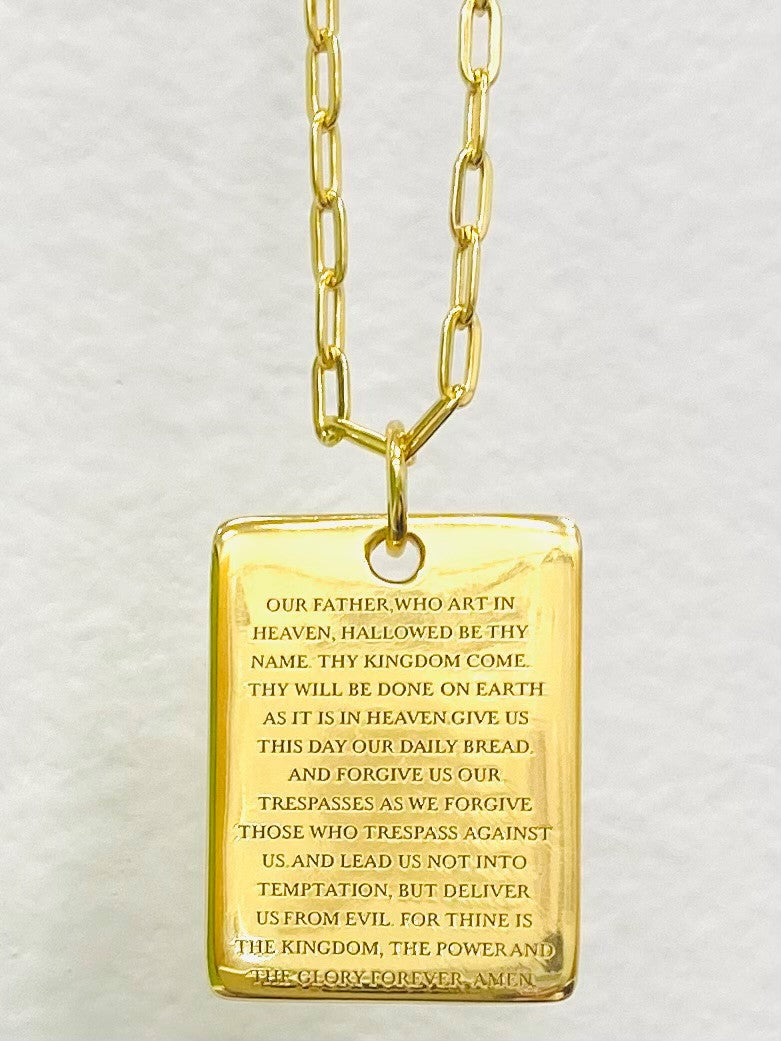 OUR FATHER,WHO ART IN
HEAVEN, HALLOWED BE THY
NAME. THY KINGDOM COME.
THY WILL BE DONE ON EARTH
AS IT IS IN HEAVEN.GIVE US
THIS DAY OUR DAILY BREAD.
AND FORGIVE US OUR
TRESPASSES AS WE FORGIVE
THOSE WHO TRESPASS AGAINST
US.AND LEAD US NOT INTO
TEMPTATION, BUT DELIVER
US FROM EVIL. FOR THINE IS
THE KINGDOM, THE POWER AND
THE GLORY FOREVER. AMEN